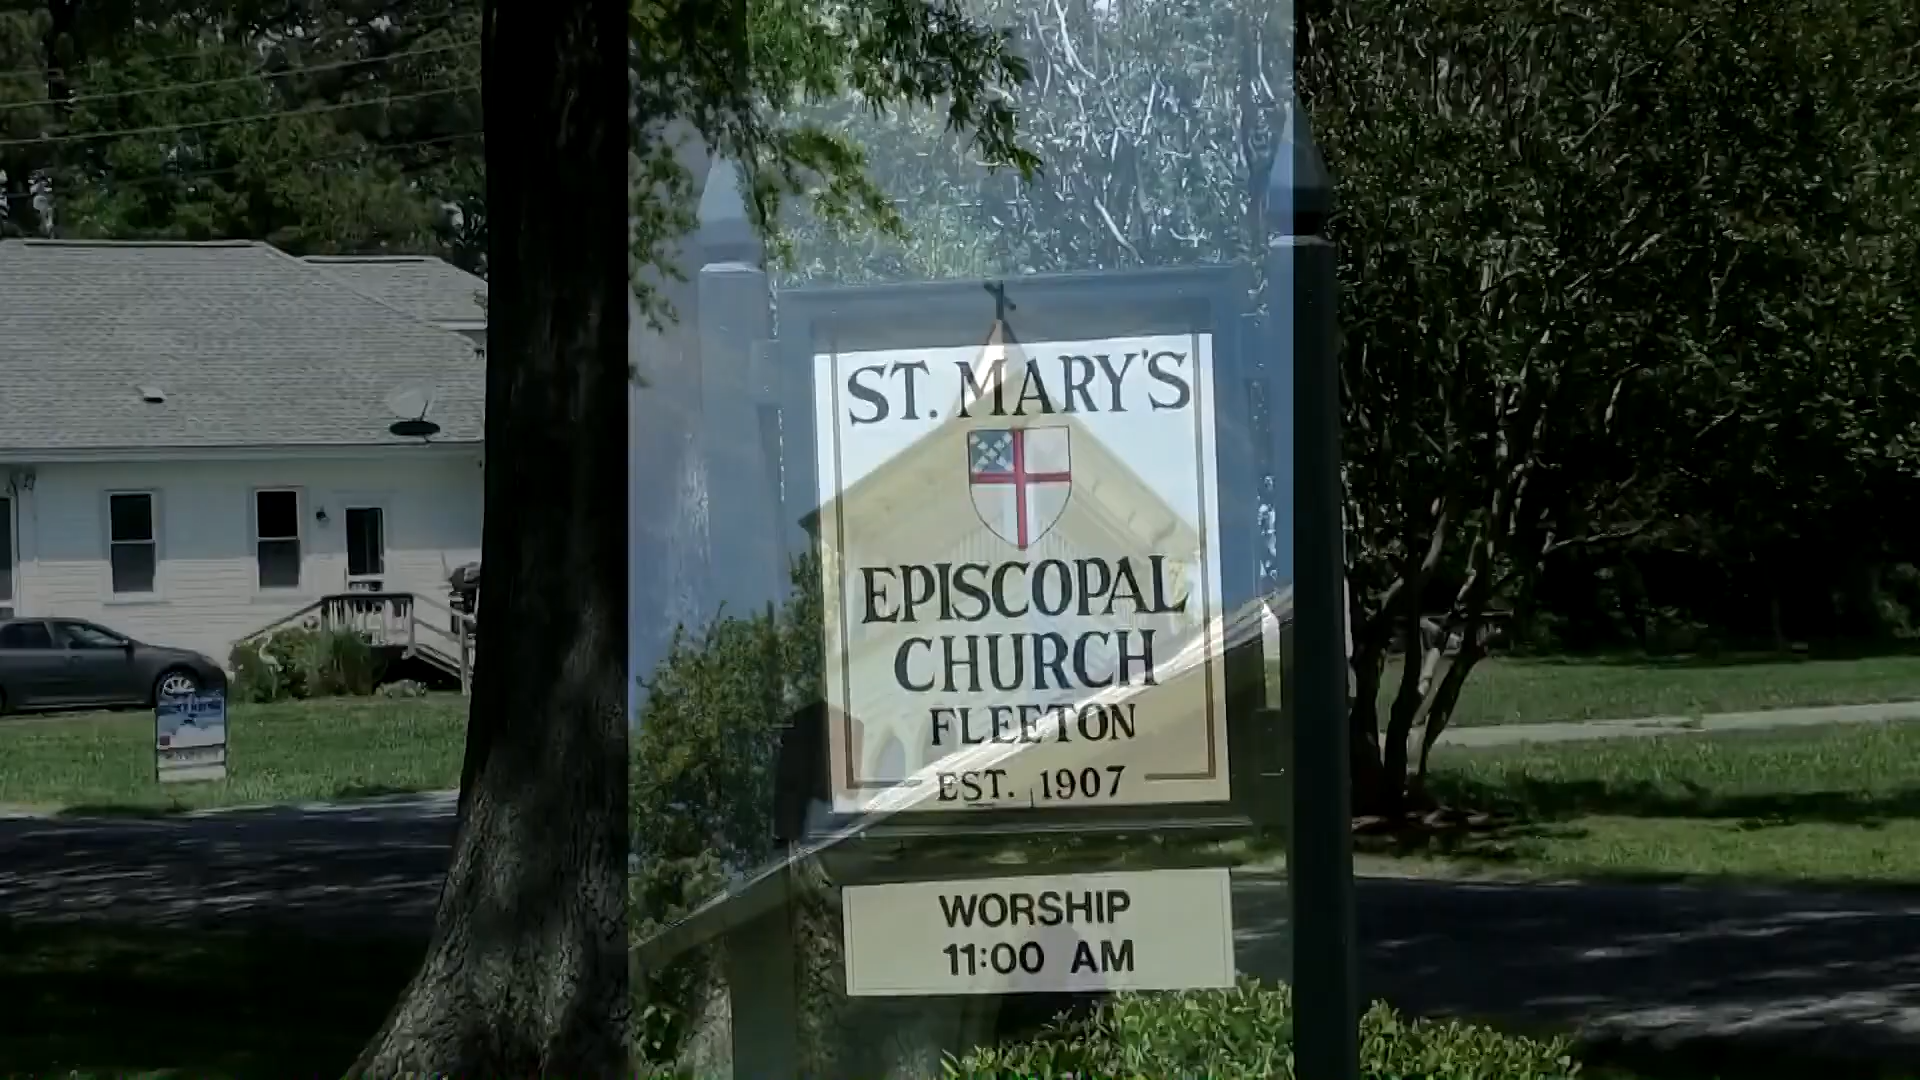 ST. MARY'S
EPISCOPAL
CHURCH
FLEETON
EST. 1907
WORSHIP
11:00 AM